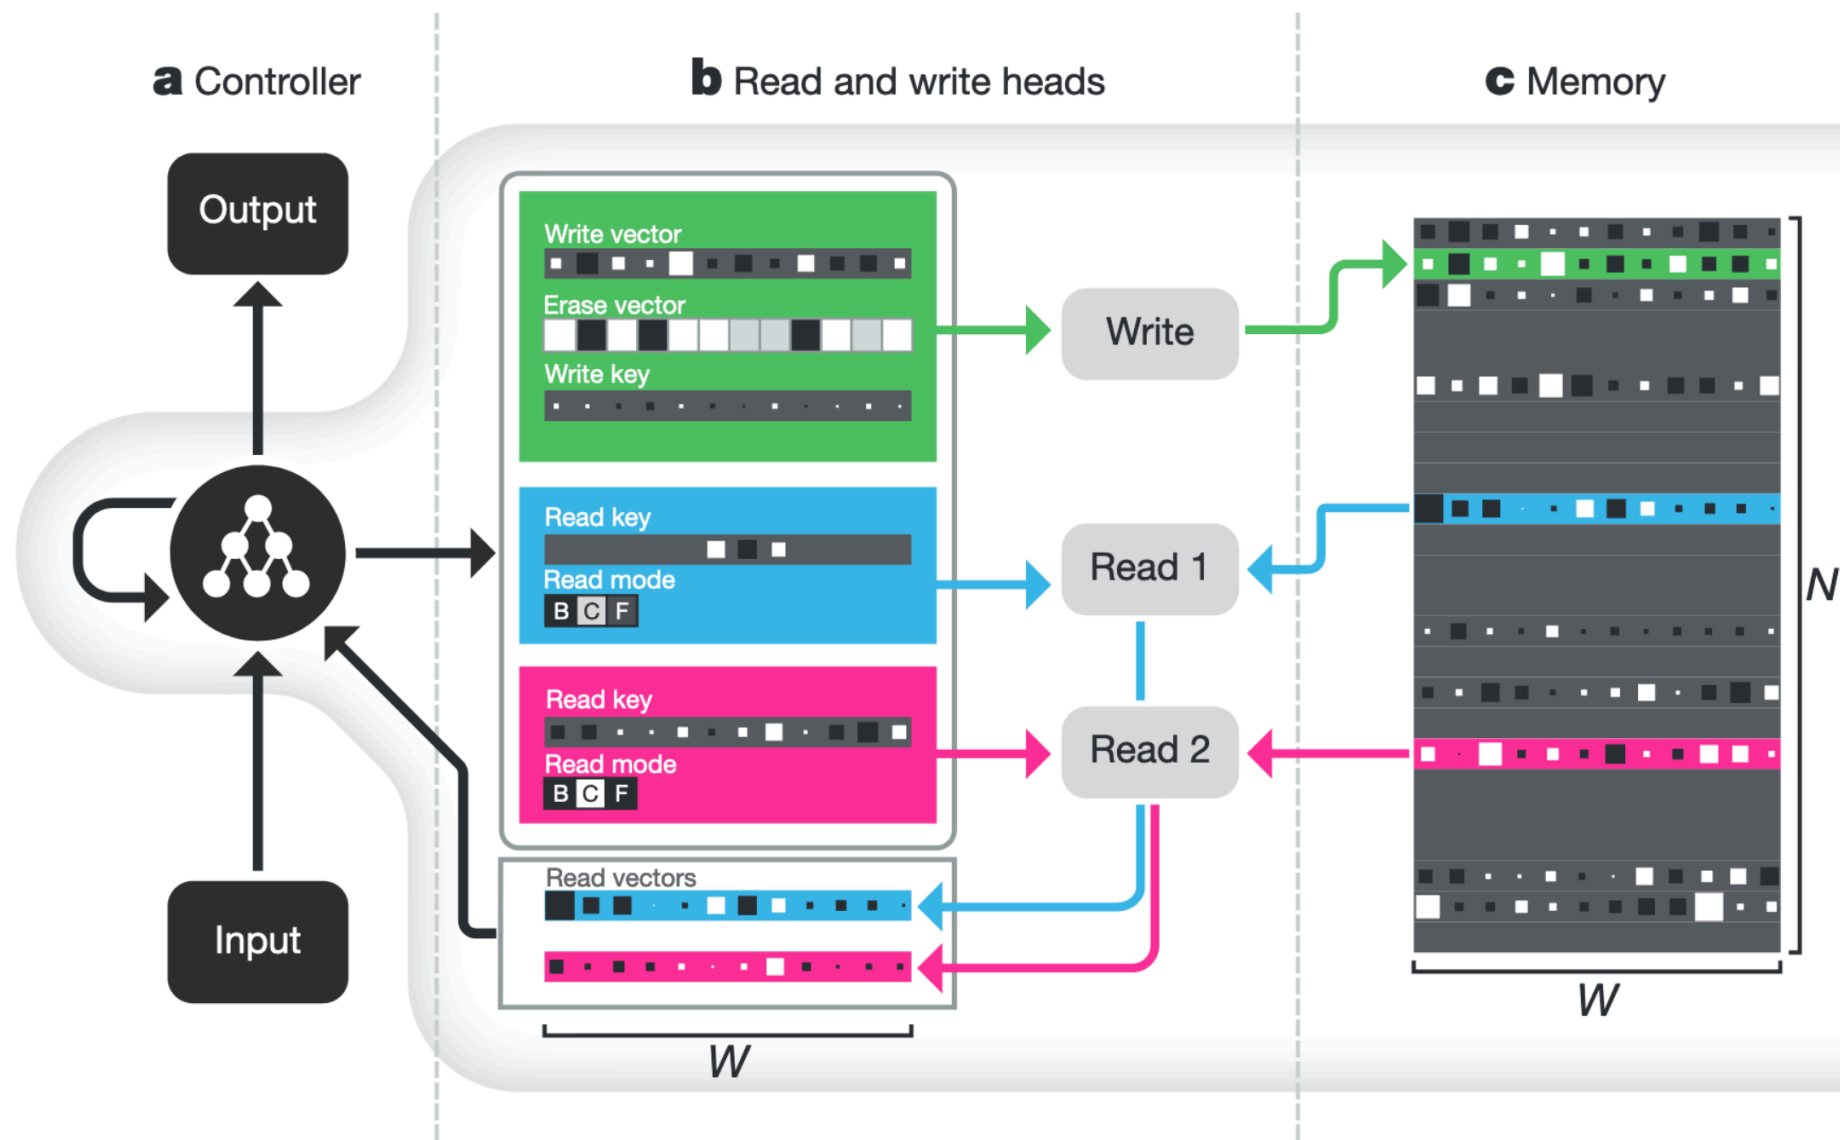 a Controller
b Read and write heads
c Memory
Output
Input
Write vector
Erase vector
Write key
Read key
Read mode
B C F
Read key
Read mode
B C F
Read vectors
W
Write
Read 1
Read 2
N
W